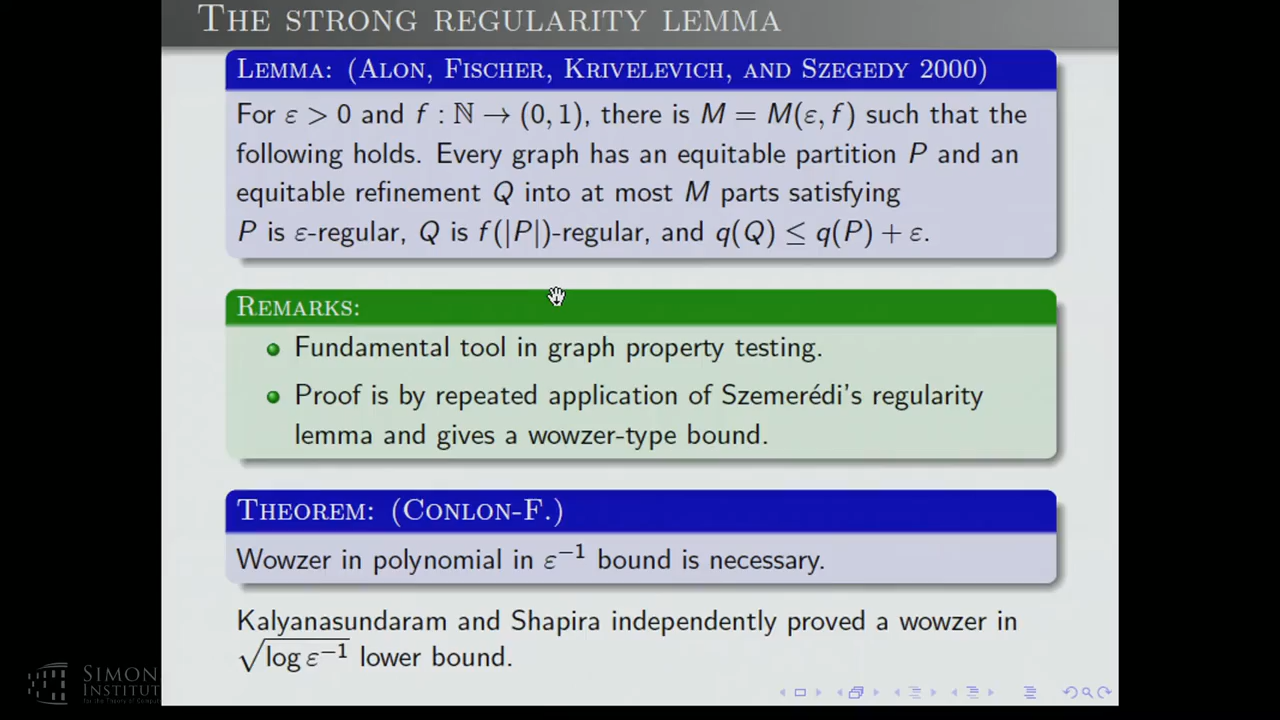 THE STRONG REGULARITY LEMMA
LEMMA: (ALON, FISCHER, KRIVELEVICH, AND SZEGEDY 2000)
For ε > 0 and f : ℕ → (0, 1), there is M = M(ε, f) such that the
following holds. Every graph has an equitable partition P and an
equitable refinement Q into at most M parts satisfying
P is ε-regular, Q is f(|P|)-regular, and q(Q) ≤ q(P) + ε.
REMARKS:
Fundamental tool in graph property testing.
Proof is by repeated application of Szemerédi's regularity
lemma and gives a wowzer-type bound.
THEOREM: (CONLON-F.)
Wowzer in polynomial in ε⁻¹ bound is necessary.
Kalyanasundaram and Shapira independently proved a wowzer in
√log ε⁻¹ lower bound.
SIMON
INSTITUT